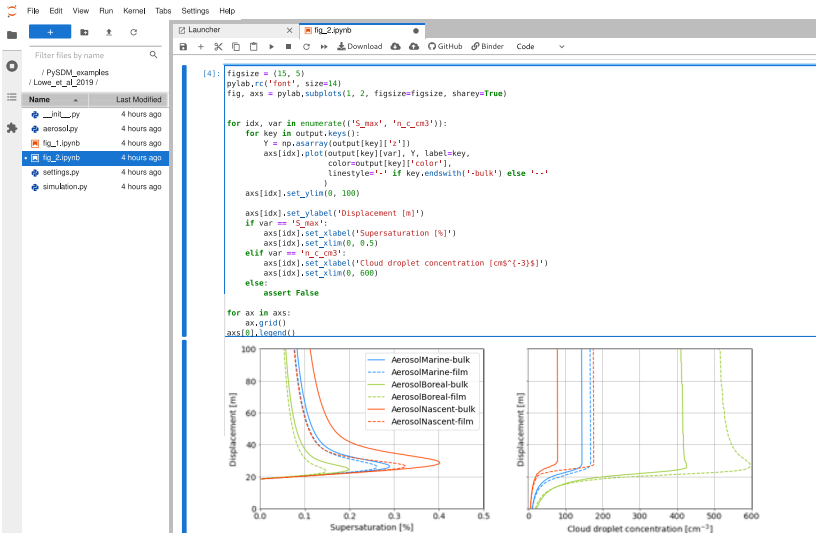 File Edit View Run Kernel Tabs Settings Help
Launcher
fig_2.ipynb
Download GitHub Binder Code
Filter files by name
/ PySDM_examples
/ Lowe_et_al_2019 /
Name Last Modified
__init__.py 4 hours ago
aerosol.py 4 hours ago
fig_1.ipynb 4 hours ago
fig_2.ipynb 4 hours ago
settings.py 4 hours ago
simulation.py 4 hours ago
[4]: figsize = (15, 5)
pylab.rc('font', size=14)
fig, axs = pylab.subplots(1, 2, figsize=figsize, sharey=True)
for idx, var in enumerate(('S_max', 'n_c_cm3')):
for key in output.keys():
Y = np.asarray(output[key]['z'])
axs[idx].plot(output[key][var], Y, label=key,
color=output[key]['color'],
linestyle='-' if key.endswith('-bulk') else '--'
)
axs[idx].set_ylim(0, 100)
axs[idx].set_ylabel('Displacement [m]')
if var == 'S_max':
axs[idx].set_xlabel('Supersaturation [%]')
axs[idx].set_xlim(0, 0.5)
elif var == 'n_c_cm3':
axs[idx].set_xlabel('Cloud droplet concentration [cm$^{-3}$]')
axs[idx].set_xlim(0, 600)
else:
assert False
for ax in axs:
ax.grid()
axs[0].legend()
100
80
60
40
20
0
Displacement [m]
AerosolMarine-bulk
AerosolMarine-film
AerosolBoreal-bulk
AerosolBoreal-film
AerosolNascent-bulk
AerosolNascent-film
0.0 0.1 0.2 0.3 0.4 0.5
Supersaturation [%]
Displacement [m]
0 100 200 300 400 500 600
Cloud droplet concentration [cm⁻³]